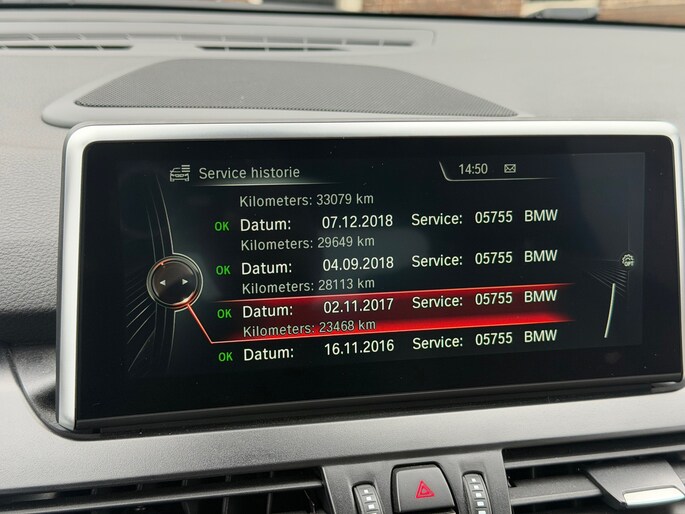 Service historie 14:50
Kilometers: 33079 km
OK Datum: 07.12.2018 Service: 05755 BMW
Kilometers: 29649 km
OK Datum: 04.09.2018 Service: 05755 BMW
Kilometers: 28113 km
OK Datum: 02.11.2017 Service: 05755 BMW
Kilometers: 23468 km
OK Datum: 16.11.2016 Service: 05755 BMW